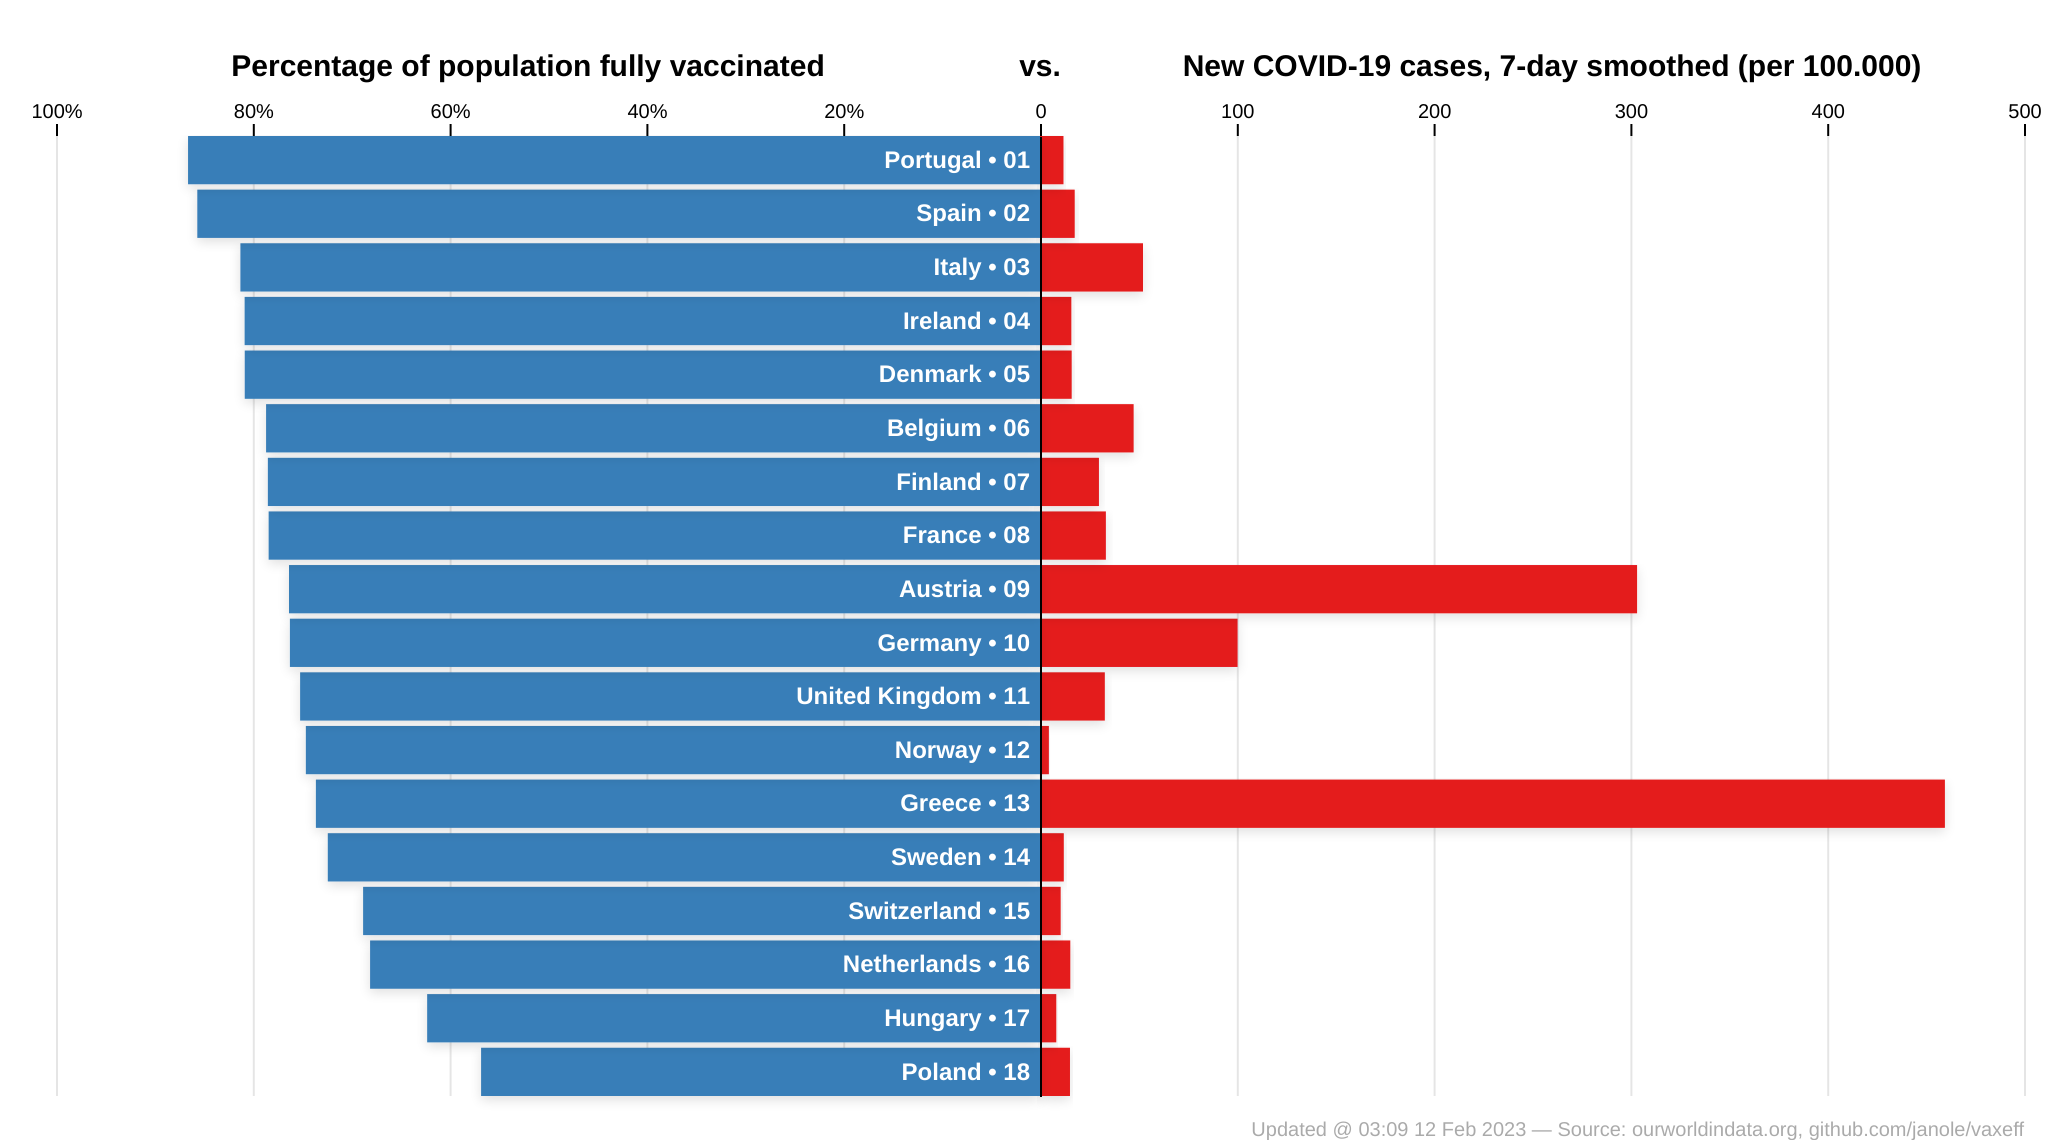 Percentage of population fully vaccinated vs. New COVID-19 cases, 7-day smoothed (per 100.000)
100% 80% 60% 40% 20% 0 100 200 300 400 500
Portugal • 01
Spain • 02
Italy • 03
Ireland • 04
Denmark • 05
Belgium • 06
Finland • 07
France • 08
Austria • 09
Germany • 10
United Kingdom • 11
Norway • 12
Greece • 13
Sweden • 14
Switzerland • 15
Netherlands • 16
Hungary • 17
Poland • 18
Updated @ 03:09 12 Feb 2023 — Source: ourworldindata.org, github.com/janole/vaxeff